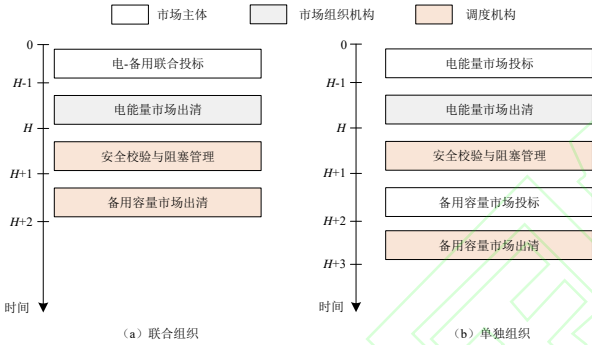 市场主体 市场组织机构 调度机构
0
电-备用联合投标
H-1
电能量市场出清
H
安全校验与阻塞管理
H+1
备用容量市场出清
H+2
时间
（a）联合组织
0
电能量市场投标
H-1
电能量市场出清
H
安全校验与阻塞管理
H+1
备用容量市场投标
H+2
备用容量市场出清
H+3
时间
（b）单独组织